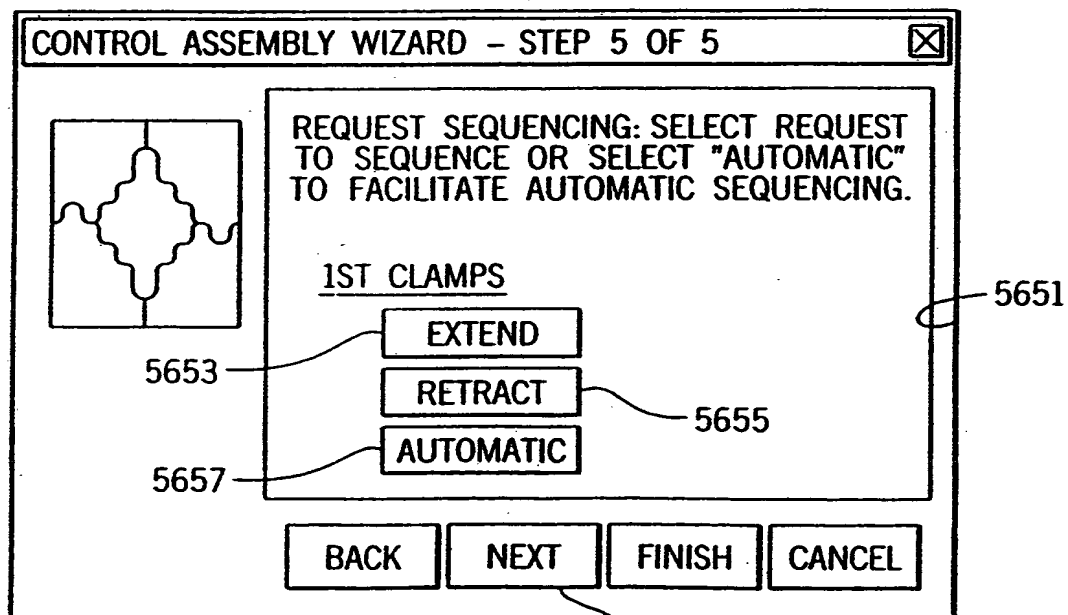 CONTROL ASSEMBLY WIZARD – STEP 5 OF 5
REQUEST SEQUENCING: SELECT REQUEST
TO SEQUENCE OR SELECT "AUTOMATIC"
TO FACILITATE AUTOMATIC SEQUENCING.
1ST CLAMPS
5651
EXTEND
5653
RETRACT
5655
AUTOMATIC
5657
BACK NEXT FINISH CANCEL